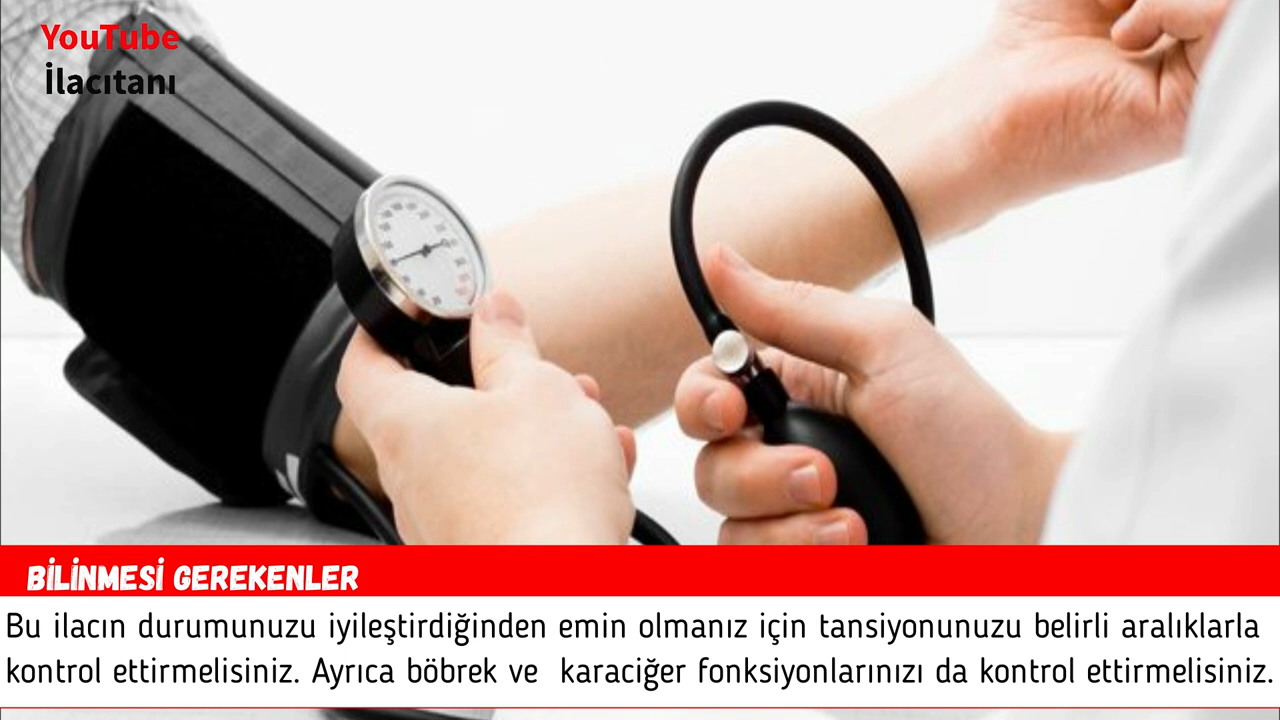 YouTube
İlacıtanı
BİLİNMESİ GEREKENLER
Bu ilacın durumunuzu iyileştirdiğinden emin olmanız için tansiyonunuzu belirli aralıklarla
kontrol ettirmelisiniz. Ayrıca böbrek ve karaciğer fonksiyonlarınızı da kontrol ettirmelisiniz.